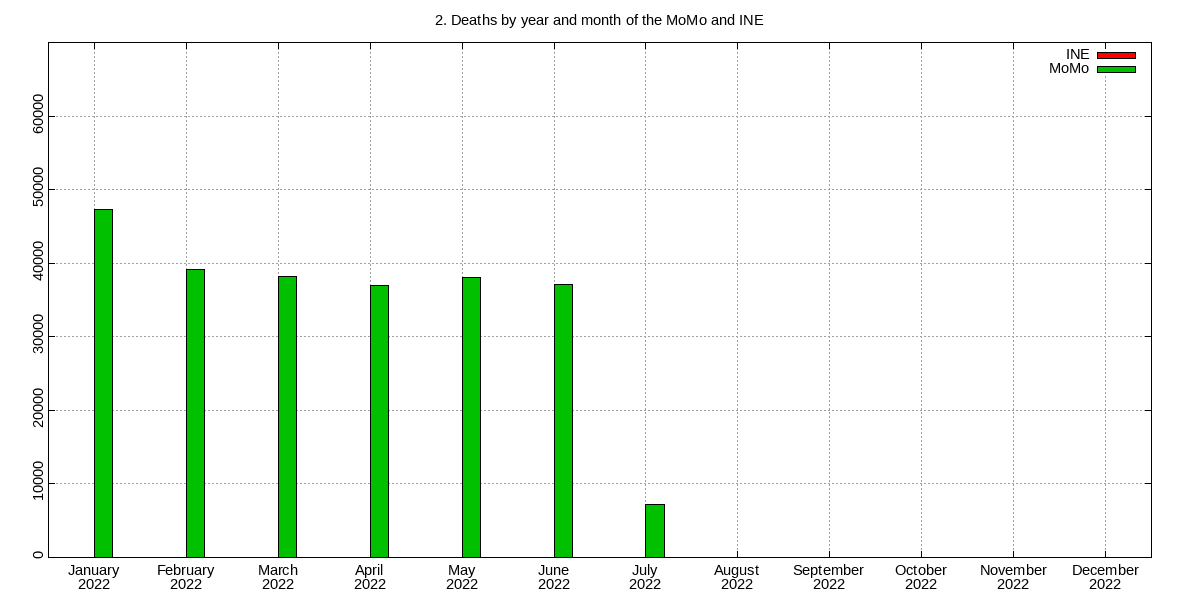 2. Deaths by year and month of the MoMo and INE
INE
MoMo
60000
50000
40000
30000
20000
10000
0
January February March April May June July August September October November December
2022 2022 2022 2022 2022 2022 2022 2022 2022 2022 2022 2022